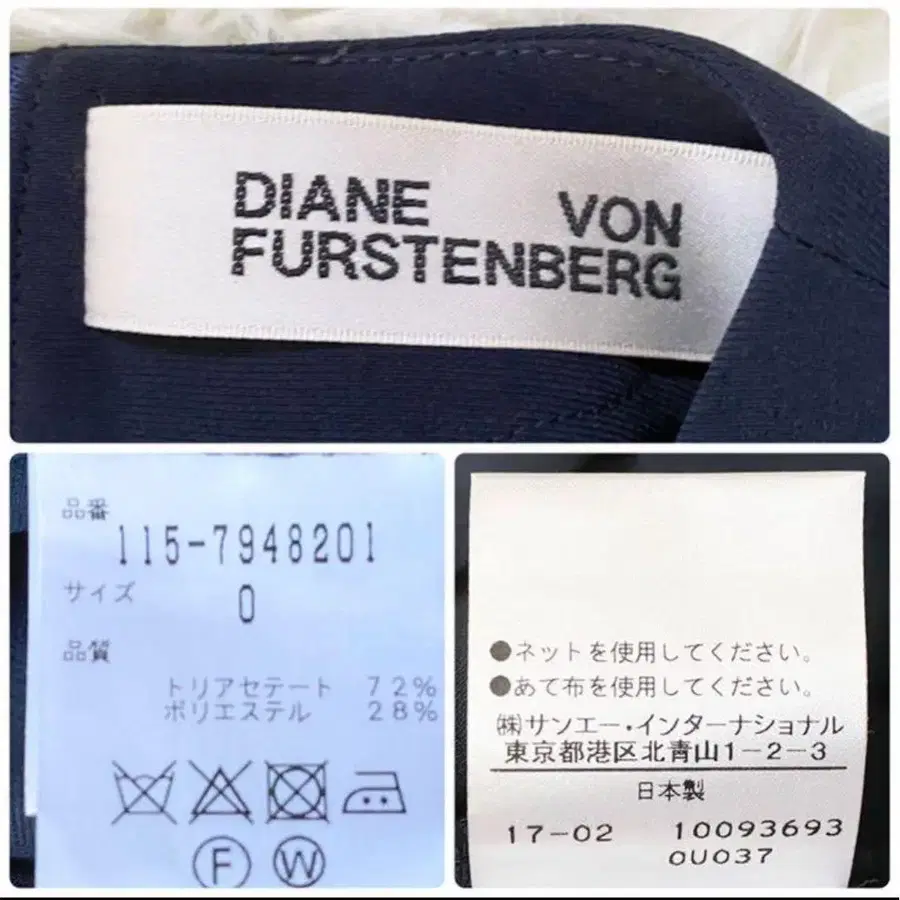 DIANE VON
FURSTENBERG
品番
115-7948201
サイズ 0
品質
トリアセテート 72%
ポリエステル 28%
F W
●ネットを使用してください。
●あて布を使用してください。
㈱サンエー・インターナショナル
東京都港区北青山1-2-3
日本製
17-02 10093693
0U037